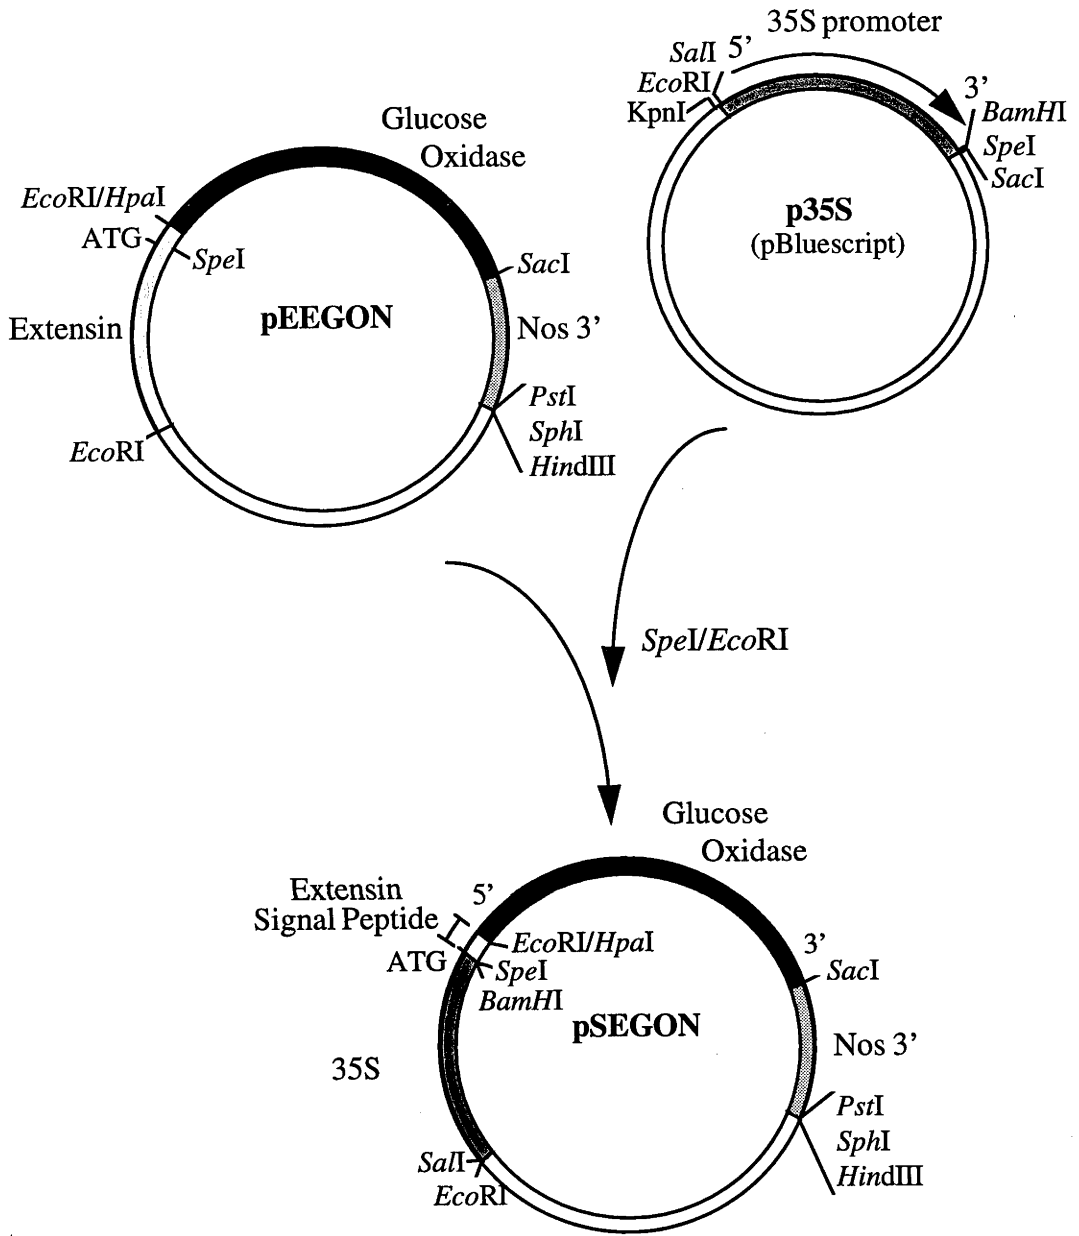 35S promoter
SalI 5’
EcoRI
KpnI
3’
BamHI
SpeI
SacI
p35S
(pBluescript)
Glucose
Oxidase
EcoRI/HpaI
ATG
SpeI
SacI
pEEGON
Extensin
Nos 3’
PstI
SphI
HindIII
EcoRI
SpeI/EcoRI
Glucose
Oxidase
Extensin
Signal Peptide
5’
ATG
EcoRI/HpaI
SpeI
BamHI
3’
SacI
pSEGON
Nos 3’
35S
PstI
SphI
HindIII
SalI
EcoRI